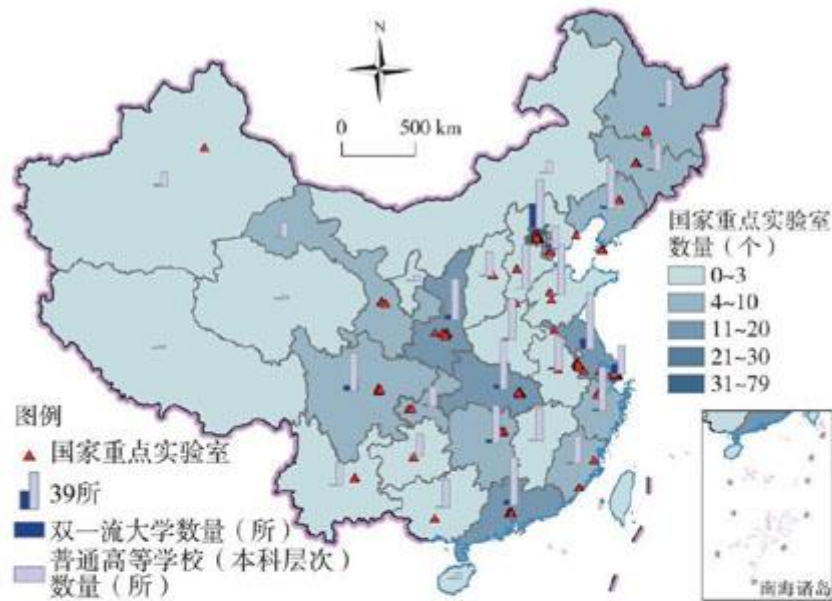 N
0 500 km
国家重点实验室
数量（个）
0~3
4~10
11~20
21~30
31~79
图例
国家重点实验室
39所
双一流大学数量（所）
普通高等学校（本科层次）
数量（所）
南海诸岛